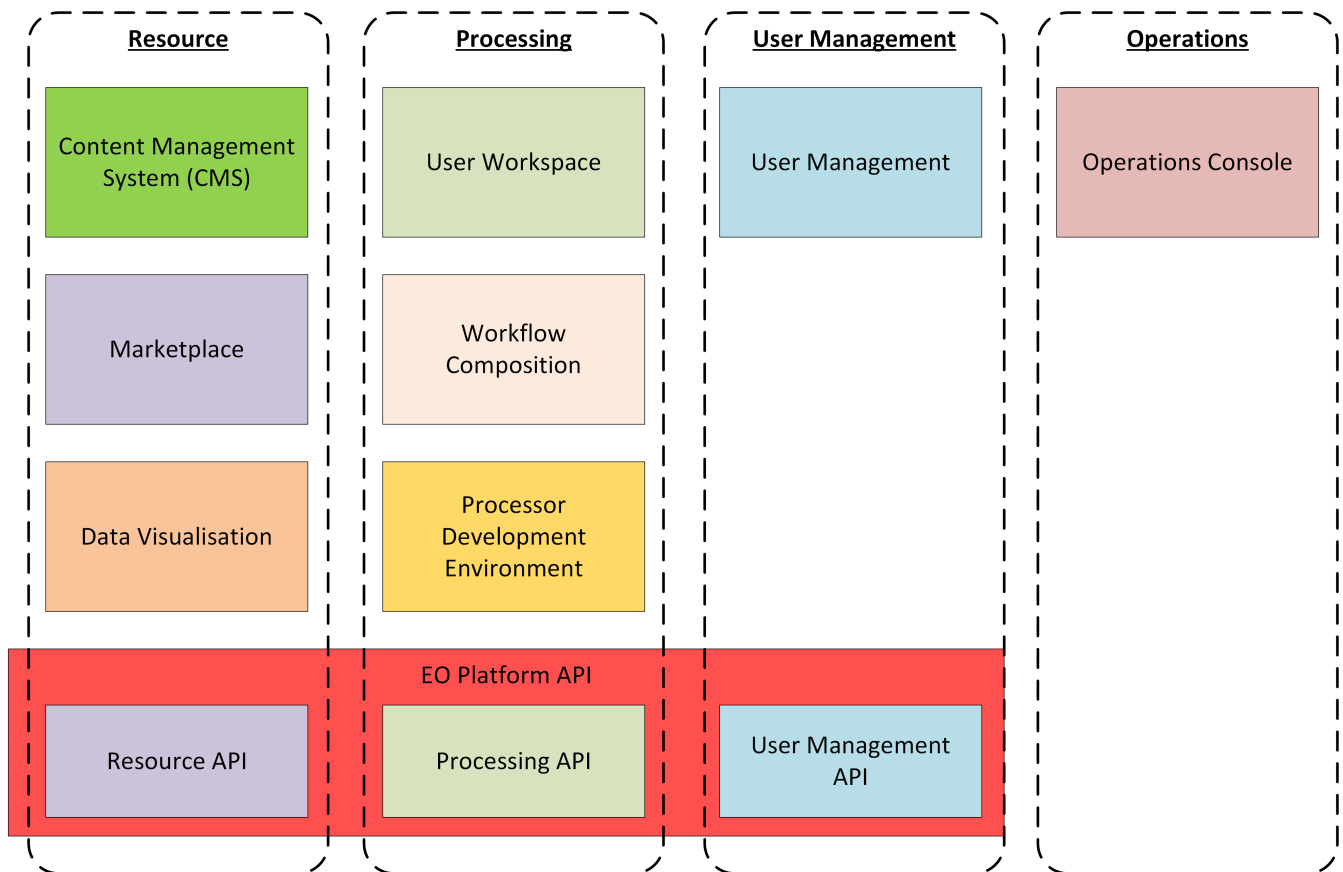 Resource
Processing
User Management
Operations
Content Management
System (CMS)
User Workspace
User Management
Operations Console
Marketplace
Workflow
Composition
Data Visualisation
Processor
Development
Environment
EO Platform API
Resource API
Processing API
User Management
API